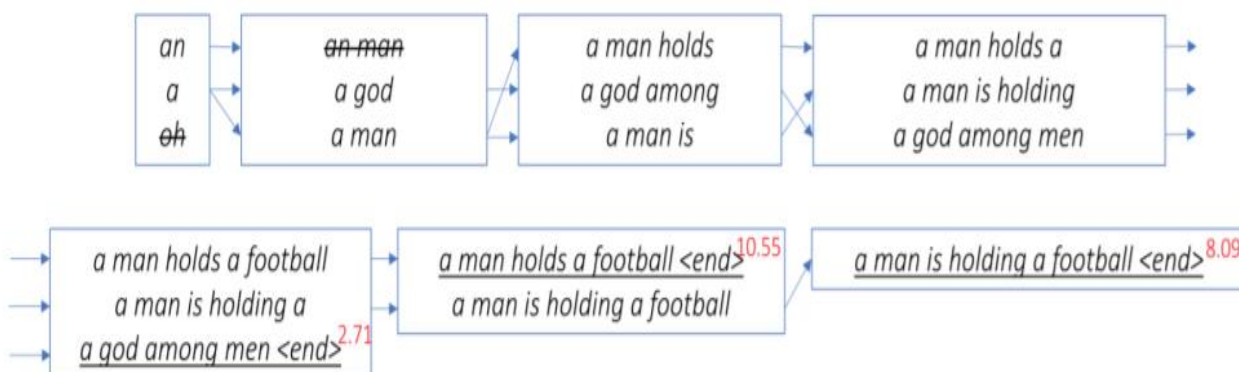 an
a
oh
an man
a god
a man
a man holds
a god among
a man is
a man holds a
a man is holding
a god among men
a man holds a football
a man is holding a
a god among men <end> 2.71
a man holds a football <end> 10.55
a man is holding a football
a man is holding a football <end> 8.09